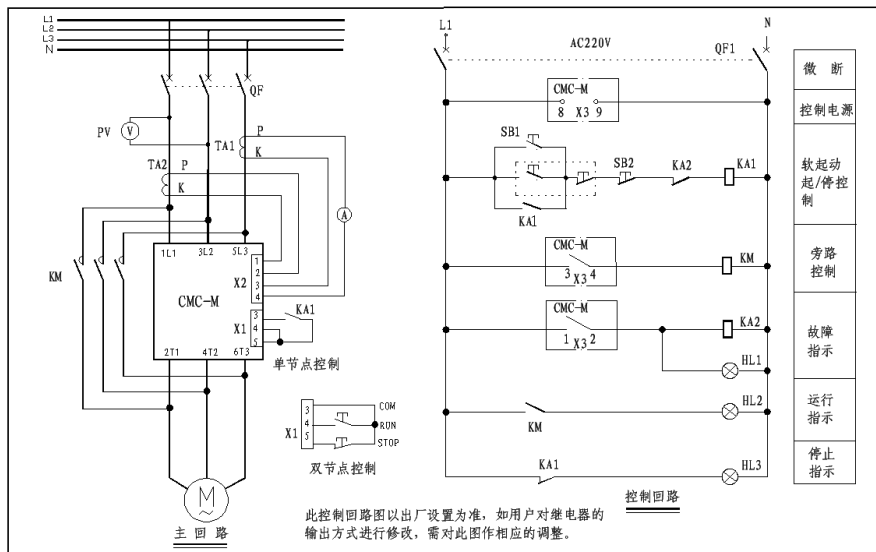 L1
L2
L3
N
QF
PV
V
TA1
P
K
TA2
P
K
A
KM
1L1
3L2
5L3
CMC-M
X2
1
2
3
4
X1
3
4
5
KA1
2T1
4T2
6T3
单节点控制
X1
3
4
5
COM
RUN
STOP
双节点控制
M
~
主 回 路
L1
AC220V
QF1
N
CMC-M
8 X3 9
SB1
SB2
KA2
KA1
KA1
CMC-M
3 X3 4
KM
CMC-M
1 X3 2
KA2
HL1
KM
HL2
KA1
HL3
控制回路
微 断
控制电源
软起动
起/停控
制
旁路
控制
故障
指示
运行
指示
停止
指示
此控制回路图以出厂设置为准，如用户对继电器的
输出方式进行修改，需对此图作相应的调整。